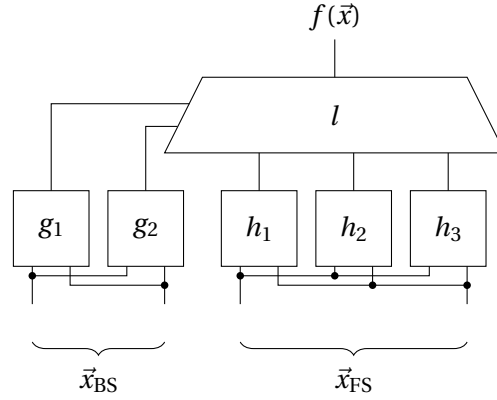 f(x⃗)
l
g₁ g₂ h₁ h₂ h₃
x⃗BS x⃗FS